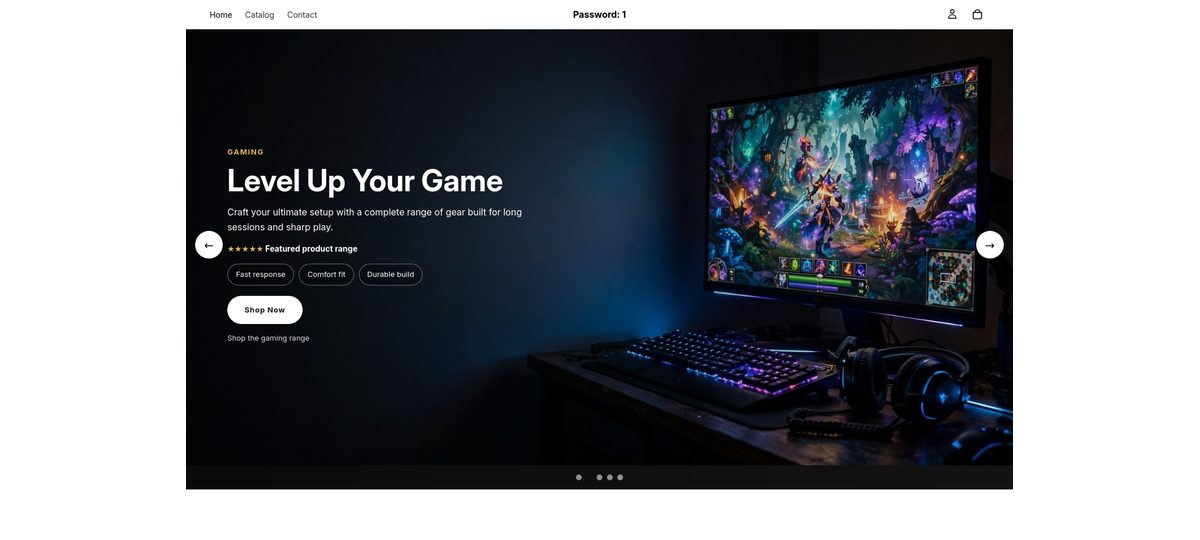 Home Catalog Contact Password: 1
GAMING
Level Up Your Game
Craft your ultimate setup with a complete range of gear built for long
sessions and sharp play.
★★★★★ Featured product range
Fast response Comfort fit Durable build
Shop Now
Shop the gaming range